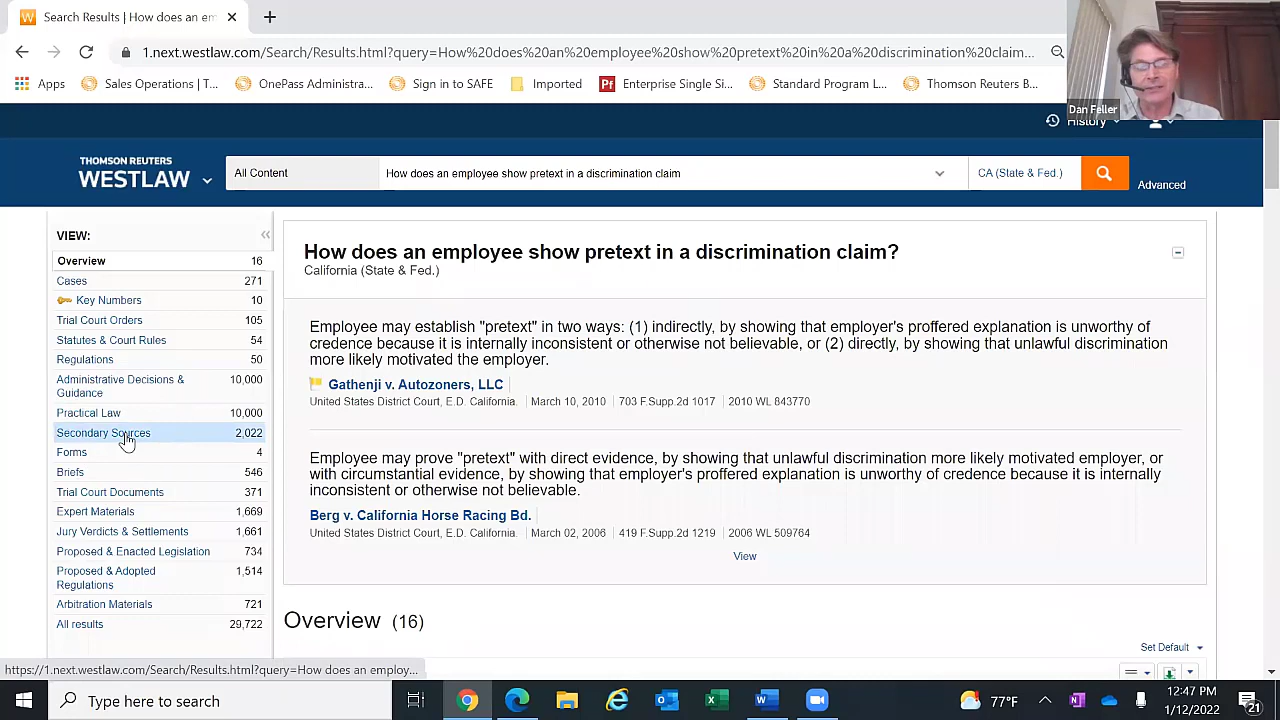 Search Results | How does an em
1.next.westlaw.com/Search/Results.html?query=How%20does%20an%20employee%20show%20pretext%20in%20a%20discrimination%20claim...
Apps
Sales Operations | T...
OnePass Administra...
Sign in to SAFE
Imported
Enterprise Single S...
Standard Program L...
Thomson Reuters B...
Dan Feller
History
THOMSON REUTERS
WESTLAW
All Content
How does an employee show pretext in a discrimination claim
CA (State & Fed.)
Advanced
VIEW:
Overview 16
Cases 271
Key Numbers 10
Trial Court Orders 105
Statutes & Court Rules 54
Regulations 50
Administrative Decisions & 10,000
Guidance
Practical Law 10,000
Secondary Sources 2,022
Forms 4
Briefs 546
Trial Court Documents 371
Expert Materials 1,669
Jury Verdicts & Settlements 1,661
Proposed & Enacted Legislation 734
Proposed & Adopted 1,514
Regulations
Arbitration Materials 721
All results 29,722
How does an employee show pretext in a discrimination claim?
California (State & Fed.)
Employee may establish "pretext" in two ways: (1) indirectly, by showing that employer's proffered explanation is unworthy of
credence because it is internally inconsistent or otherwise not believable, or (2) directly, by showing that unlawful discrimination
more likely motivated the employer.
Gathenji v. Autozoners, LLC
United States District Court, E.D. California. March 10, 2010 703 F.Supp.2d 1017 2010 WL 843770
Employee may prove "pretext" with direct evidence, by showing that unlawful discrimination more likely motivated employer, or
with circumstantial evidence, by showing that employer's proffered explanation is unworthy of credence because it is internally
inconsistent or otherwise not believable.
Berg v. California Horse Racing Bd.
United States District Court, E.D. California. March 02, 2006 419 F.Supp.2d 1219 2006 WL 509764
View
Overview (16)
Set Default
https://1.next.westlaw.com/Search/Results.html?query=How does an employ...
Type here to search
77°F
12:47 PM
1/12/2022
21